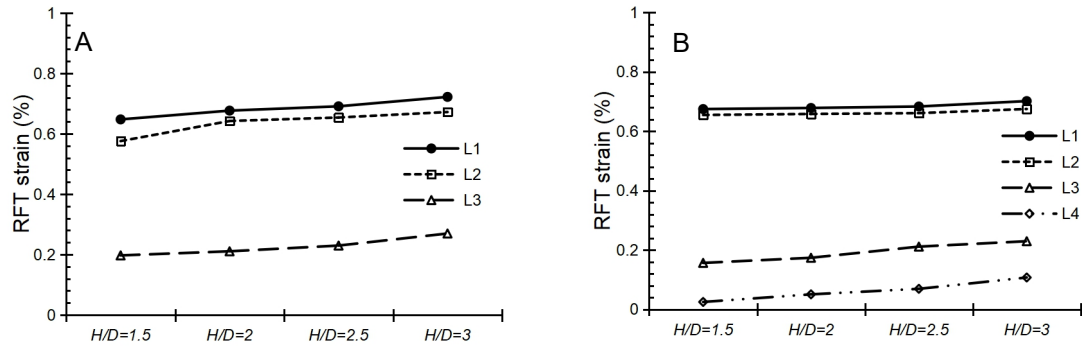 A
RFT strain (%)
1
0.8
0.6
0.4
0.2
0
H/D=1.5 H/D=2 H/D=2.5 H/D=3
L1
L2
L3
B
RFT strain (%)
1
0.8
0.6
0.4
0.2
0
H/D=1.5 H/D=2 H/D=2.5 H/D=3
L1
L2
L3
L4